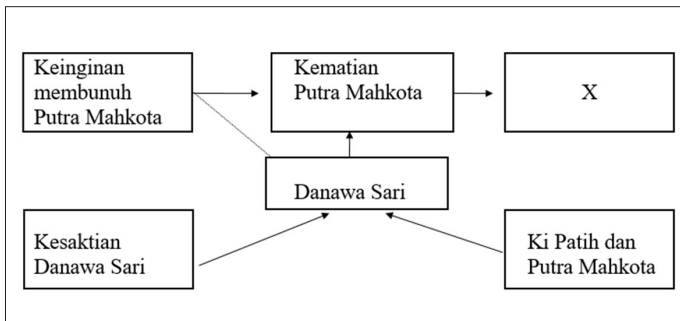 Keinginan
membunuh
Putra Mahkota
Kematian
Putra Mahkota
X
Danawa Sari
Kesaktian
Danawa Sari
Ki Patih dan
Putra Mahkota